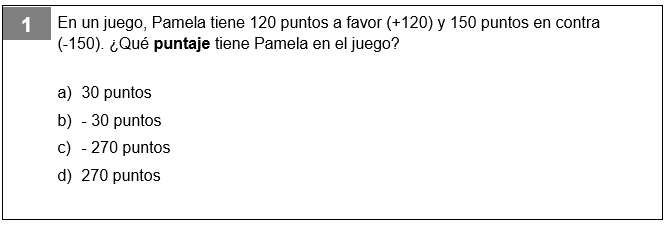 1
En un juego, Pamela tiene 120 puntos a favor (+120) y 150 puntos en contra
(-150). ¿Qué puntaje tiene Pamela en el juego?
a) 30 puntos
b) - 30 puntos
c) - 270 puntos
d) 270 puntos